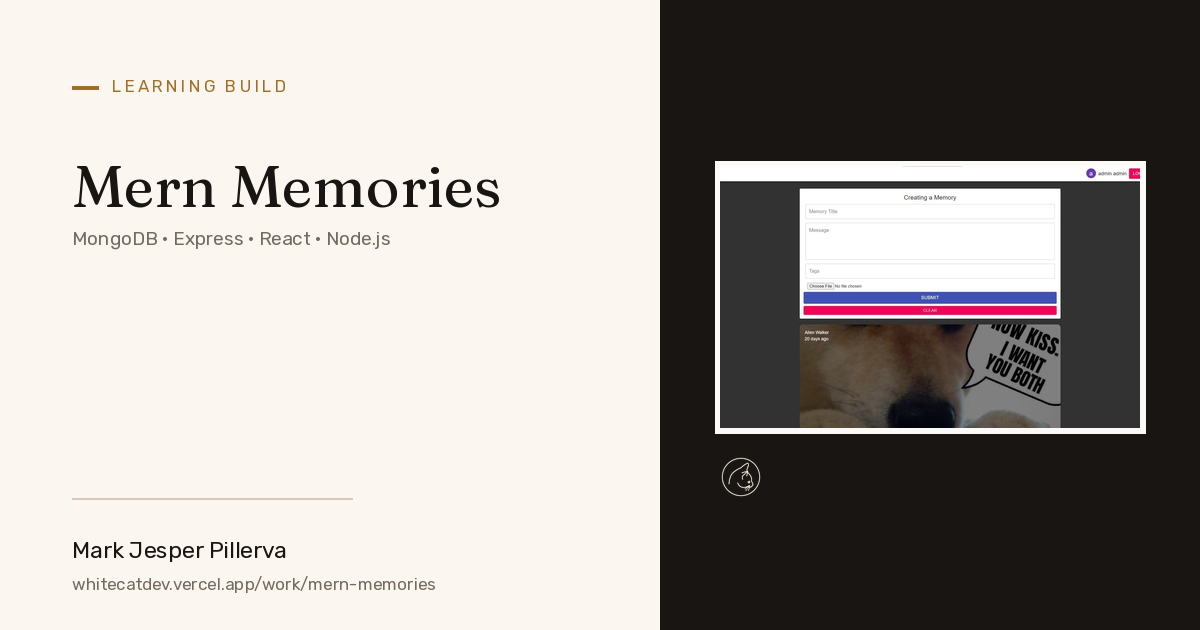 LEARNING BUILD
Mern Memories
MongoDB • Express • React • Node.js
Mark Jesper Pillerva
whitecatdev.vercel.app/work/mern-memories
a admin admin LO
Creating a Memory
Memory Title
Message
Tags
Choose File No file chosen
SUBMIT
CLEAR
Allen Walker
20 days ago
NOW KISS.
I WANT
YOU BOTH